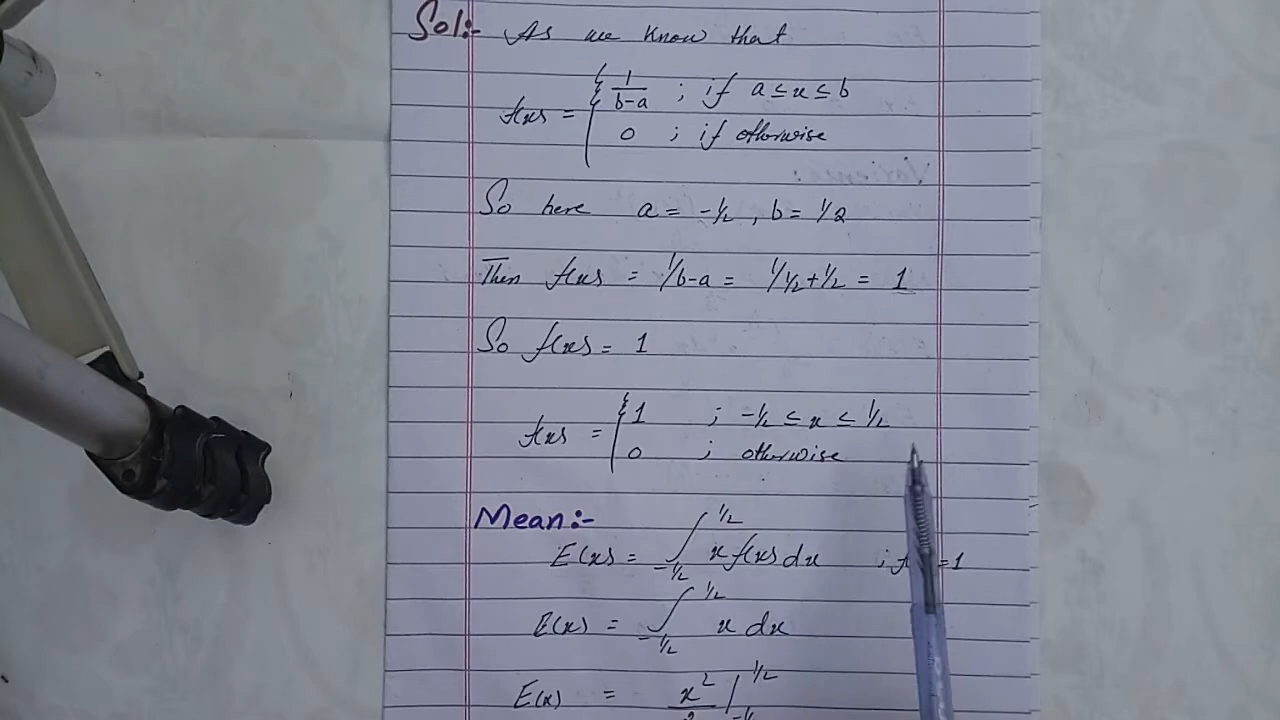 Sol:- As we know that
f(x) = { 1/b-a ; if a ≤ x ≤ b
0 ; if otherwise
So here a = -1/2, b = 1/2
Then f(x) = 1/b-a = 1/1/2+1/2 = 1
So f(x) = 1
f(x) = { 1 ; -1/2 ≤ x ≤ 1/2
0 ; otherwise
Mean:-
E(x) = ∫_{-1/2}^{1/2} x f(x) dx ; f =1
E(x) = ∫_{-1/2}^{1/2} x dx
E(x) = x²/2 |_{-1/2}^{1/2}